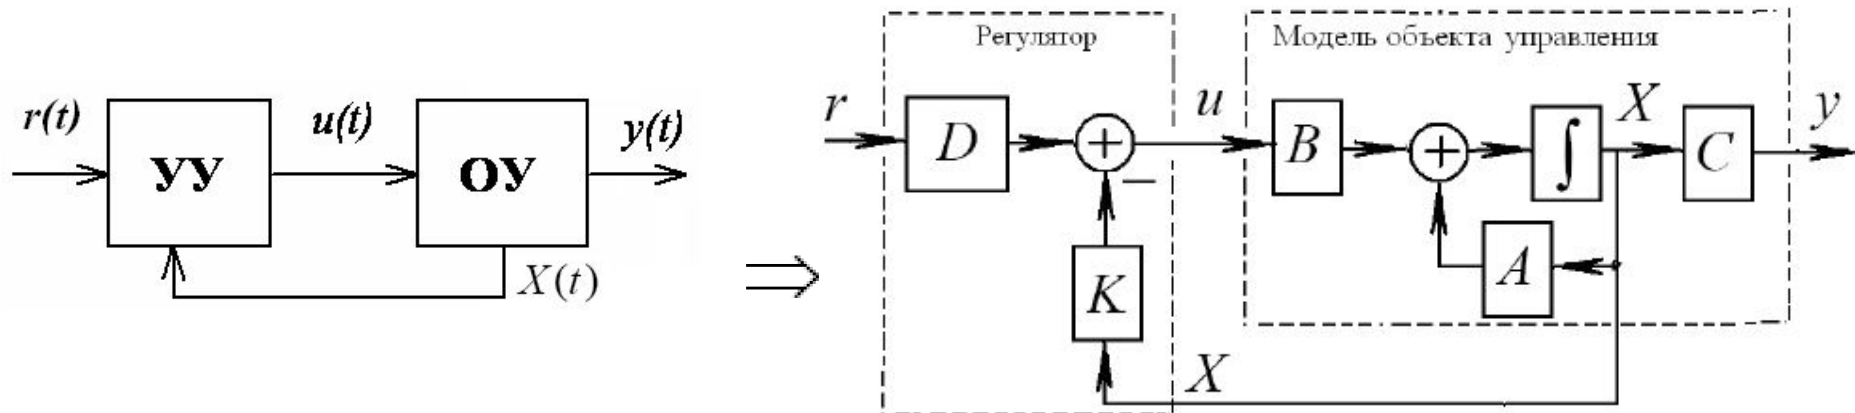 r(t)
УУ
u(t)
ОУ
y(t)
X(t)
⇒
Регулятор
r
D
+
−
K
X
u
Модель объекта управления
B
+
∫
X
C
y
A